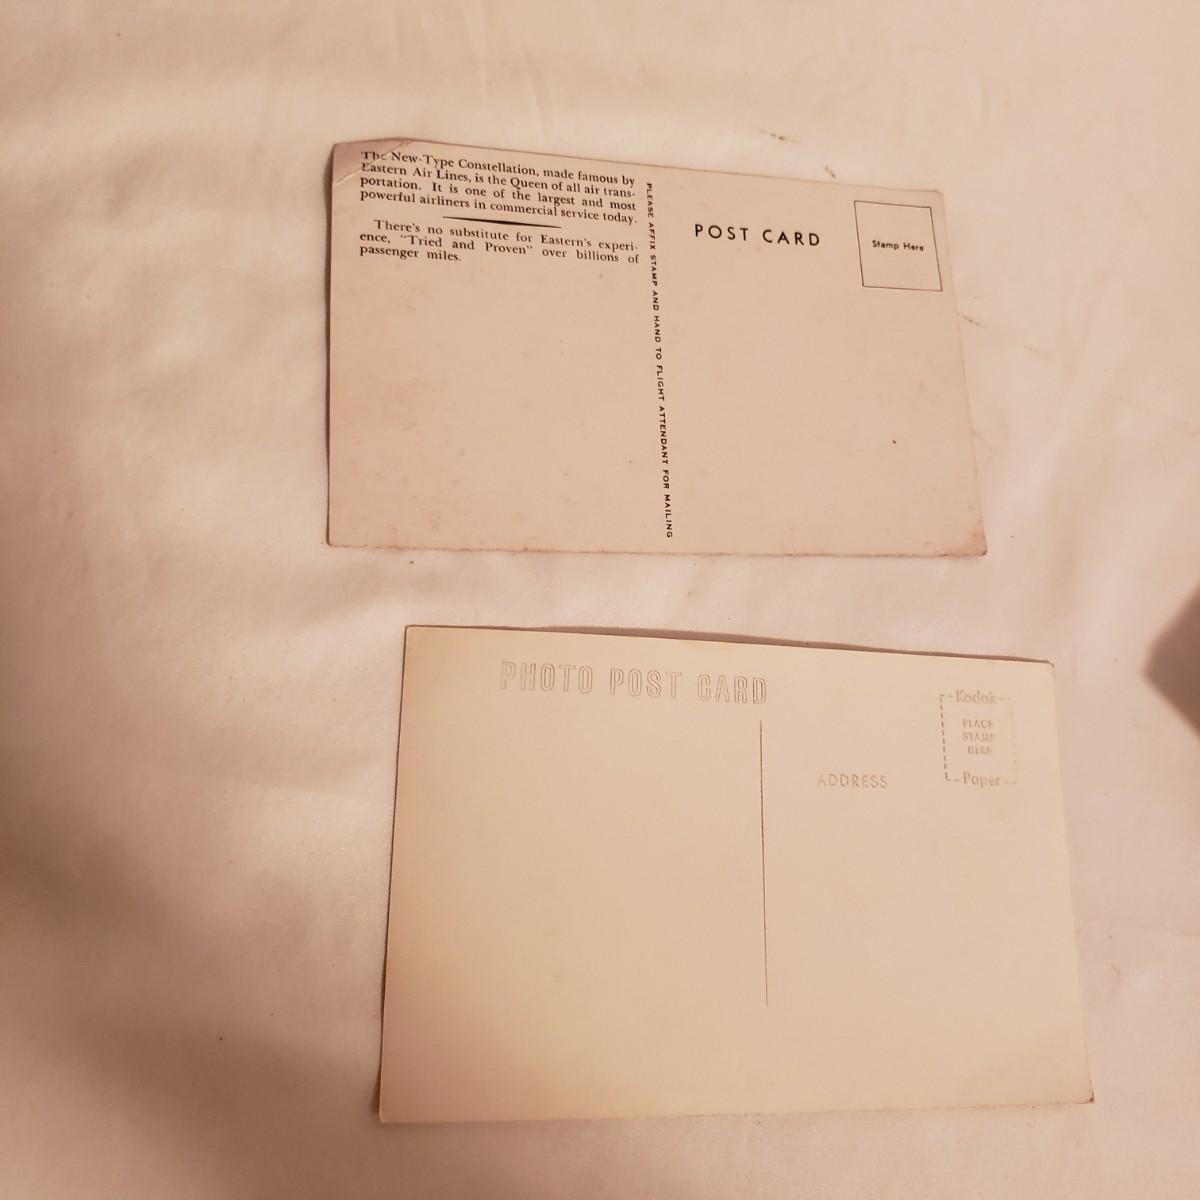 The New-Type Constellation, made famous by
Eastern Air Lines, is the Queen of all air trans-
portation. It is one of the largest and most
powerful airliners in commercial service today.
There's no substitute for Eastern's experi-
ence, "Tried and Proven" over billions of
passenger miles.
PLEASE AFFIX STAMP AND HAND TO FLIGHT ATTENDANT FOR MAILING
POST CARD
Stamp Here
PHOTO POST CARD
ADDRESS
Kodak
PLACE
STAMP
HERE
Paper